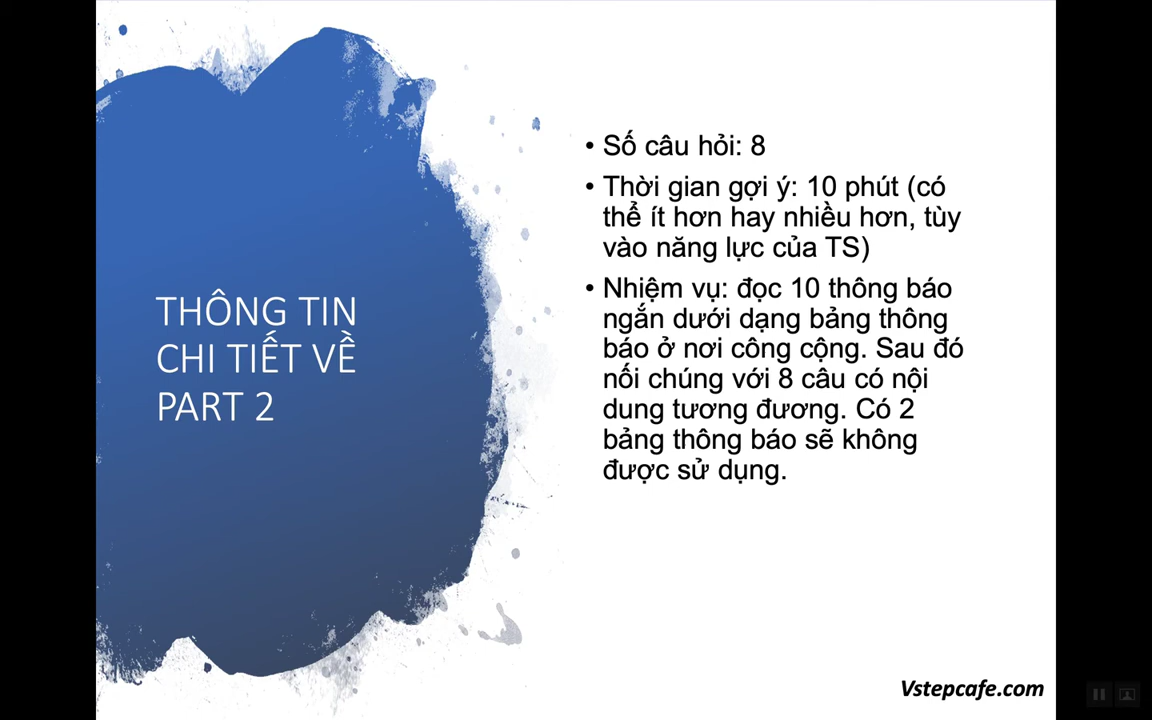 THÔNG TIN
CHI TIẾT VỀ
PART 2
• Số câu hỏi: 8
• Thời gian gợi ý: 10 phút (có
thể ít hơn hay nhiều hơn, tùy
vào năng lực của TS)
• Nhiệm vụ: đọc 10 thông báo
ngắn dưới dạng bảng thông
báo ở nơi công cộng. Sau đó
nối chúng với 8 câu có nội
dung tương đương. Có 2
bảng thông báo sẽ không
được sử dụng.
Vstepcafe.com